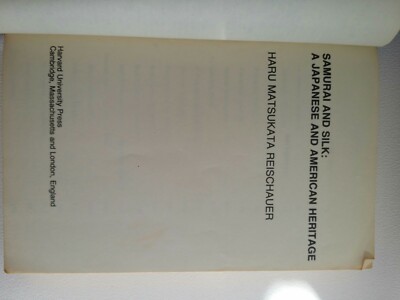 SAMURAI AND SILK:
A JAPANESE AND AMERICAN HERITAGE
HARU MATSUKATA REISCHAUER
Harvard University Press
Cambridge, Massachusetts and London, England